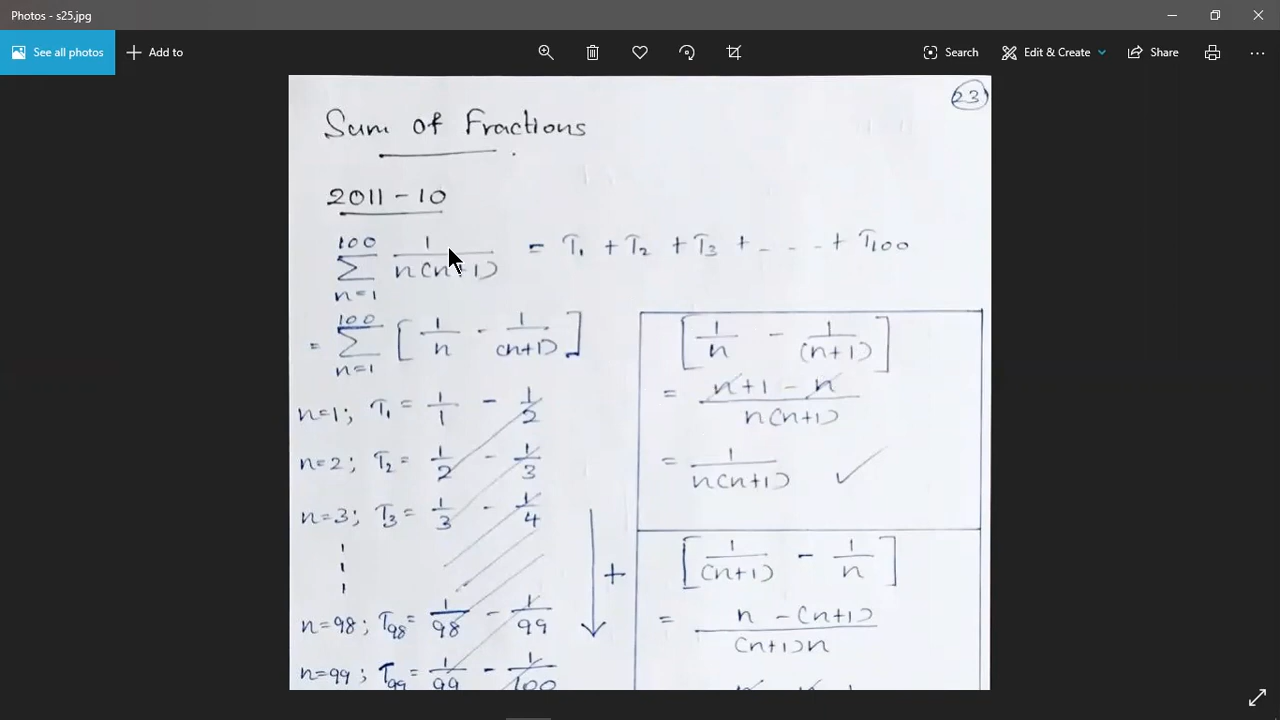 Photos - s25.jpg
See all photos
Add to
Search
Edit & Create
Share
23
Sum of Fractions
2011-10
100 Σ n=1 1/n(n+1) = T₁ + T₂ + T₃ + - - - + T₁₀₀
= 100 Σ n=1 [1/n - 1/(n+1)]
n=1; T₁ = 1/1 - 1/2
n=2; T₂ = 1/2 - 1/3
n=3; T₃ = 1/3 - 1/4
n=98; T₉₈ = 1/98 - 1/99
n=99; T₉₉ = 1/99 - 1/100
+
[1/n - 1/(n+1)]
= n+1-n/n(n+1)
= 1/n(n+1) ✓
[1/(n+1) - 1/n]
= n-(n+1)/(n+1)n